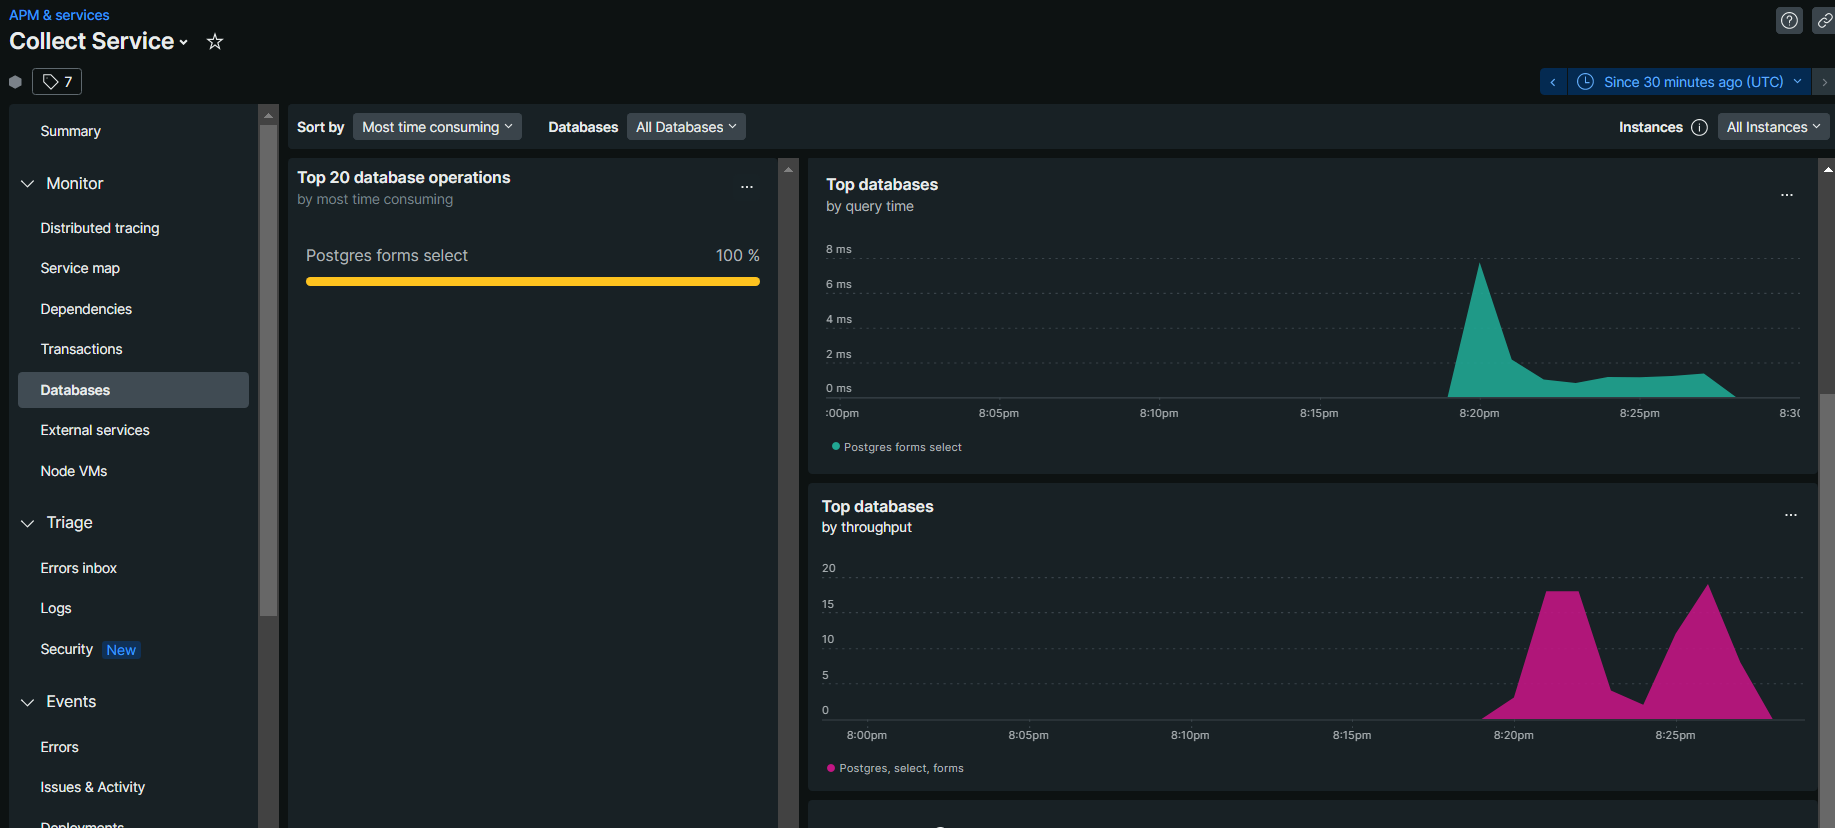 APM & services
Collect Service
7
Since 30 minutes ago (UTC)
Summary
Monitor
Distributed tracing
Service map
Dependencies
Transactions
Databases
External services
Node VMs
Triage
Errors inbox
Logs
Security New
Events
Errors
Issues & Activity
Deployments
Sort by Most time consuming Databases All Databases Instances All Instances
Top 20 database operations
by most time consuming
Postgres forms select 100 %
Top databases
by query time
8 ms
6 ms
4 ms
2 ms
0 ms
:00pm 8:05pm 8:10pm 8:15pm 8:20pm 8:25pm 8:30
Postgres forms select
Top databases
by throughput
20
15
10
5
0
8:00pm 8:05pm 8:10pm 8:15pm 8:20pm 8:25pm
Postgres, select, forms